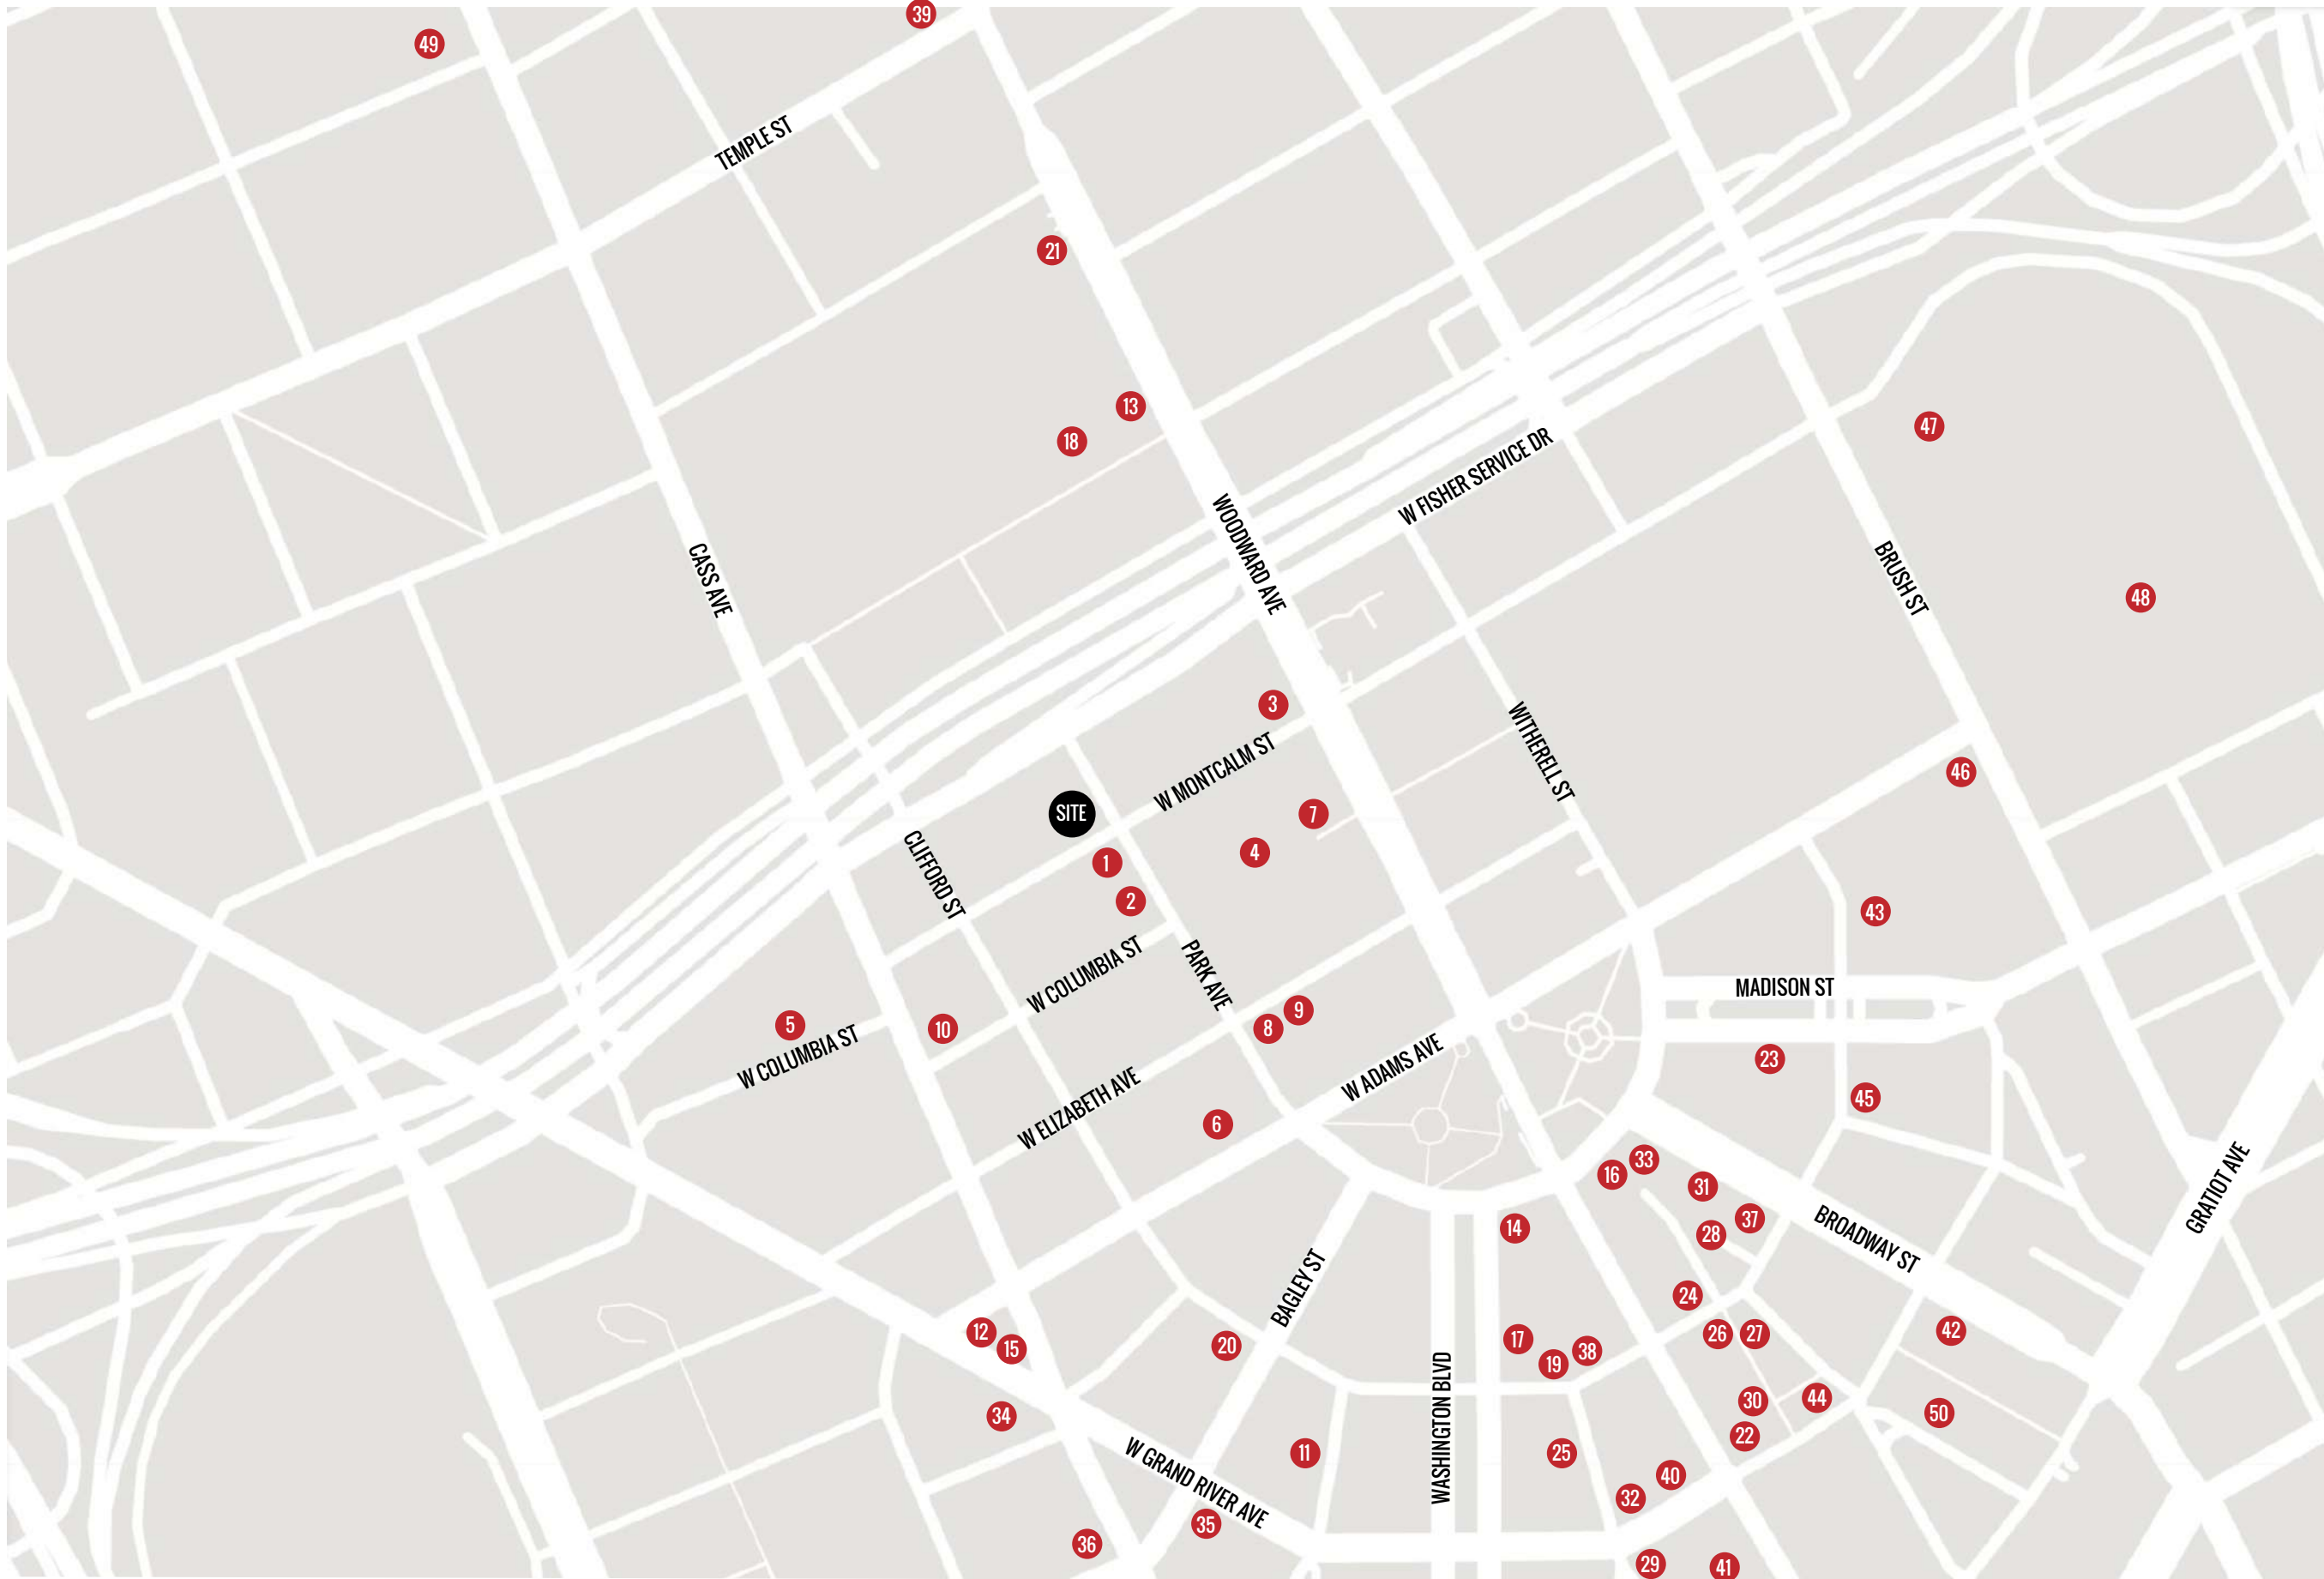 39
49
TEMPLE ST
21
13
47
18
W FISHER SERVICE DR
WOODWARD AVE
CASS AVE
BRUSH ST
48
3
WITHERELL ST
W MONTCALM ST
46
SITE
7
4
1
CLIFFORD ST
2
43
W COLUMBIA ST
PARK AVE
MADISON ST
9
5
10
8
W COLUMBIA ST
23
W ADAMS AVE
45
W ELIZABETH AVE
6
33
16
31
GRATIOT AVE
37
14
28
BROADWAY ST
BAGLEY ST
24
42
12
26
27
17
20
15
38
19
WASHINGTON BLVD
44
30
50
34
22
11
25
W GRAND RIVER AVE
40
32
35
36
29
41